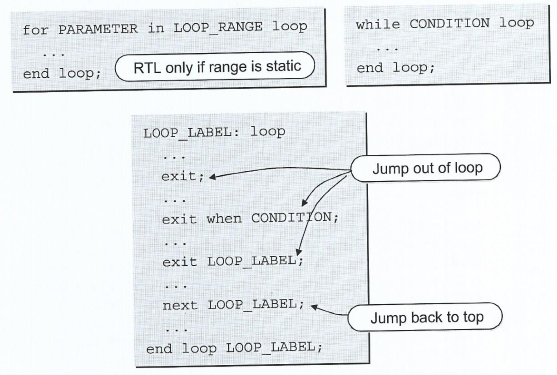 for PARAMETER in LOOP_RANGE loop
...
end loop;
RTL only if range is static
while CONDITION loop
...
end loop;
LOOP_LABEL: loop
...
exit;
...
exit when CONDITION;
...
exit LOOP_LABEL;
...
next LOOP_LABEL;
...
end loop LOOP_LABEL;
Jump out of loop
Jump back to top